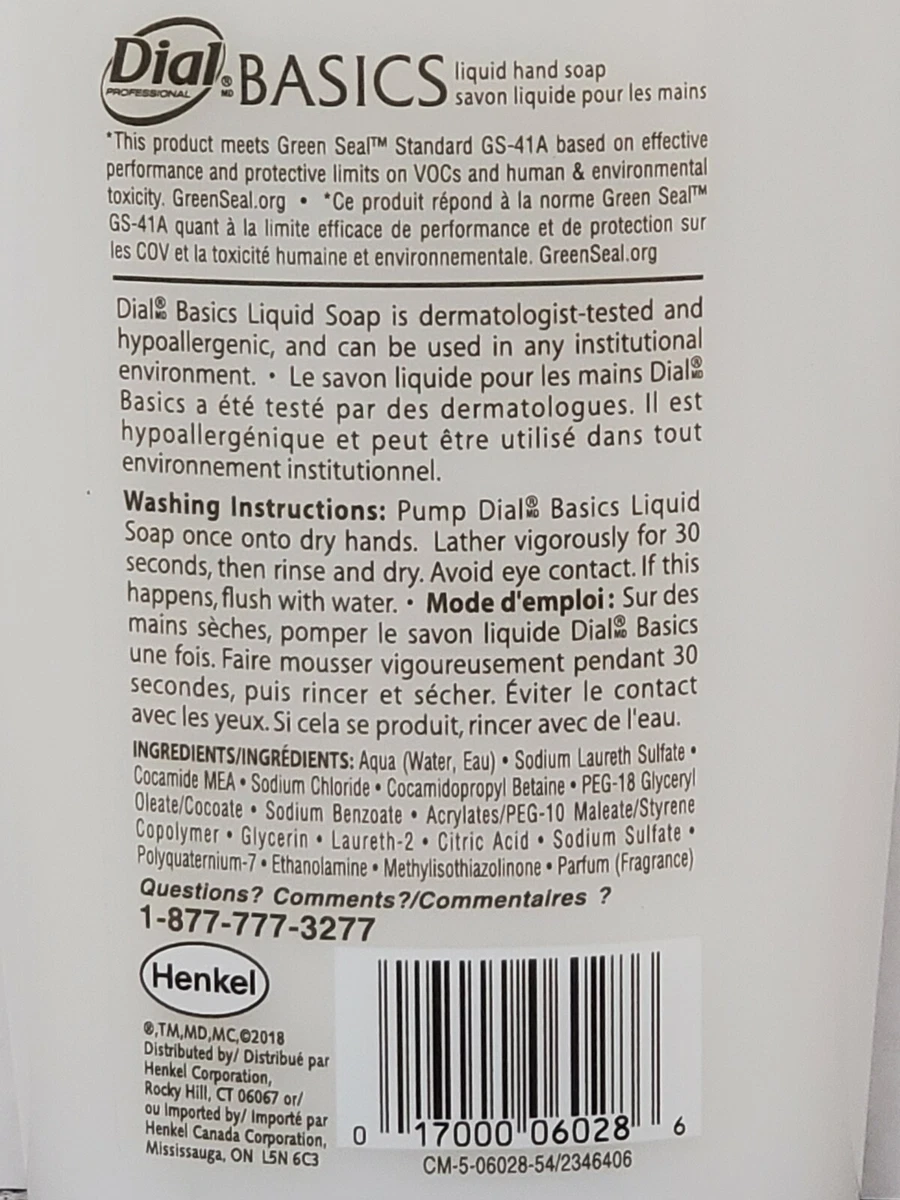 Dial®MD BASICS liquid hand soap
PROFESSIONAL savon liquide pour les mains
*This product meets Green Seal™ Standard GS-41A based on effective
performance and protective limits on VOCs and human & environmental
toxicity. GreenSeal.org • *Ce produit répond à la norme Green Seal™
GS-41A quant à la limite efficace de performance et de protection sur
les COV et la toxicité humaine et environnementale. GreenSeal.org
Dial®MD Basics Liquid Soap is dermatologist-tested and
hypoallergenic, and can be used in any institutional
environment. • Le savon liquide pour les mains Dial®MD
Basics a été testé par des dermatologues. Il est
hypoallergénique et peut être utilisé dans tout
environnement institutionnel.
Washing Instructions: Pump Dial®MD Basics Liquid
Soap once onto dry hands. Lather vigorously for 30
seconds, then rinse and dry. Avoid eye contact. If this
happens, flush with water. • Mode d'emploi: Sur des
mains sèches, pomper le savon liquide Dial®MD Basics
une fois. Faire mousser vigoureusement pendant 30
secondes, puis rincer et sécher. Éviter le contact
avec les yeux. Si cela se produit, rincer avec de l'eau.
INGREDIENTS/INGRÉDIENTS: Aqua (Water, Eau) • Sodium Laureth Sulfate •
Cocamide MEA • Sodium Chloride • Cocamidopropyl Betaine • PEG-18 Glyceryl
Oleate/Cocoate • Sodium Benzoate • Acrylates/PEG-10 Maleate/Styrene
Copolymer • Glycerin • Laureth-2 • Citric Acid • Sodium Sulfate •
Polyquaternium-7 • Ethanolamine • Methylisothiazolinone • Parfum (Fragrance)
Questions? Comments?/Commentaires ?
1-877-777-3277
Henkel
®,TM,MD,MC,©2018
Distributed by/ Distribué par
Henkel Corporation,
Rocky Hill, CT 06067 or/
ou Imported by/ Importé par
Henkel Canada Corporation,
Mississauga, ON L5N 6C3
0 17000 06028 6
CM-5-06028-54/2346406